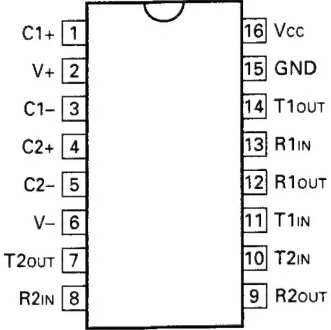 C1+ 1 16 Vcc
V+ 2 15 GND
C1– 3 14 T1OUT
C2+ 4 13 R1IN
C2– 5 12 R1OUT
V– 6 11 T1IN
T2OUT 7 10 T2IN
R2IN 8 9 R2OUT